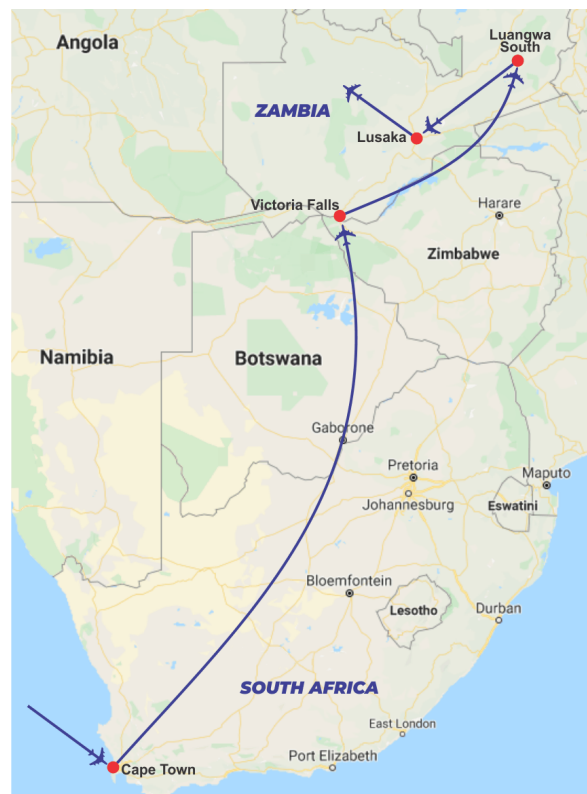 Angola
Luangwa
South
ZAMBIA
Lusaka
Victoria Falls
Harare
Zimbabwe
Namibia
Botswana
Gaborone
Pretoria
Maputo
Johannesburg
Eswatini
Bloemfontein
Lesotho
Durban
SOUTH AFRICA
East London
Port Elizabeth
Cape Town